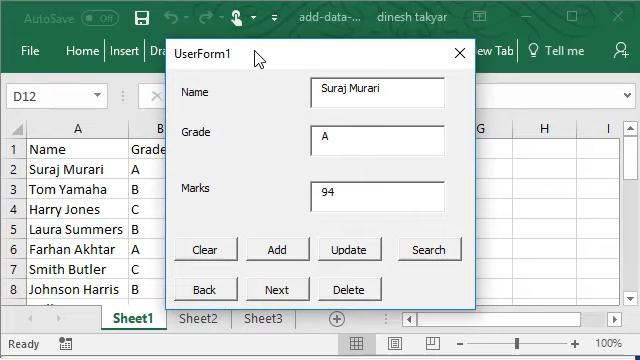 AutoSave Off add-data-... dinesh takyar
File Home Insert ng View Tab Tell me
UserForm1
D12
Name Suraj Murari
Grade A
Marks 94
Clear Add Update Search
Back Next Delete
A B G H I
1 Name Grade
2 Suraj Murari A
3 Tom Yamaha B
4 Harry Jones C
5 Laura Summers B
6 Farhan Akhtar A
7 Smith Butler C
8 Johnson Harris B
Sheet1 Sheet2 Sheet3
Ready 100%